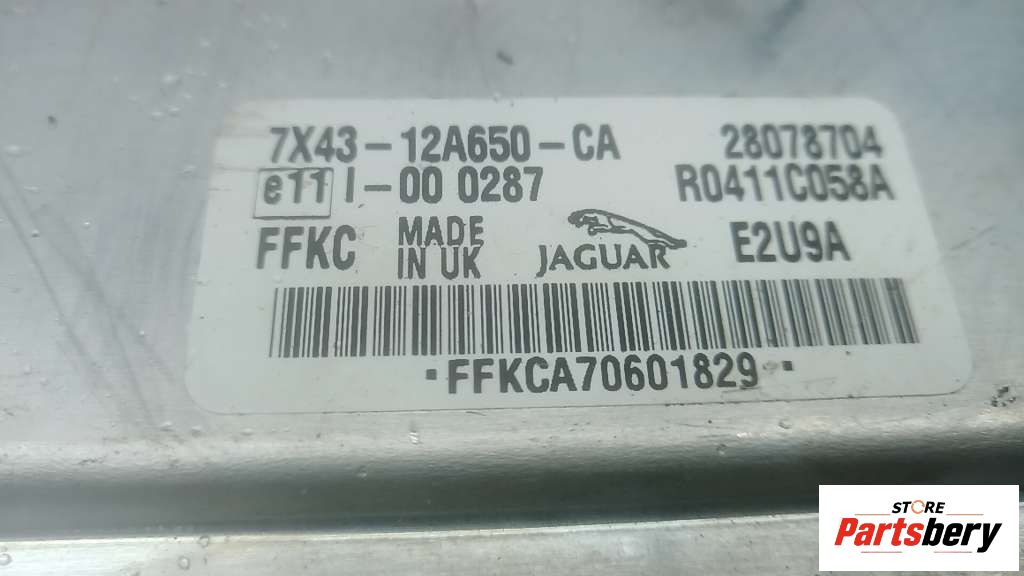 7X43-12A650-CA 28078704
e11 I-00 0287 R0411C058A
FFKC MADE IN UK JAGUAR E2U9A
·FFKCA70601829·
STORE
Partsbery